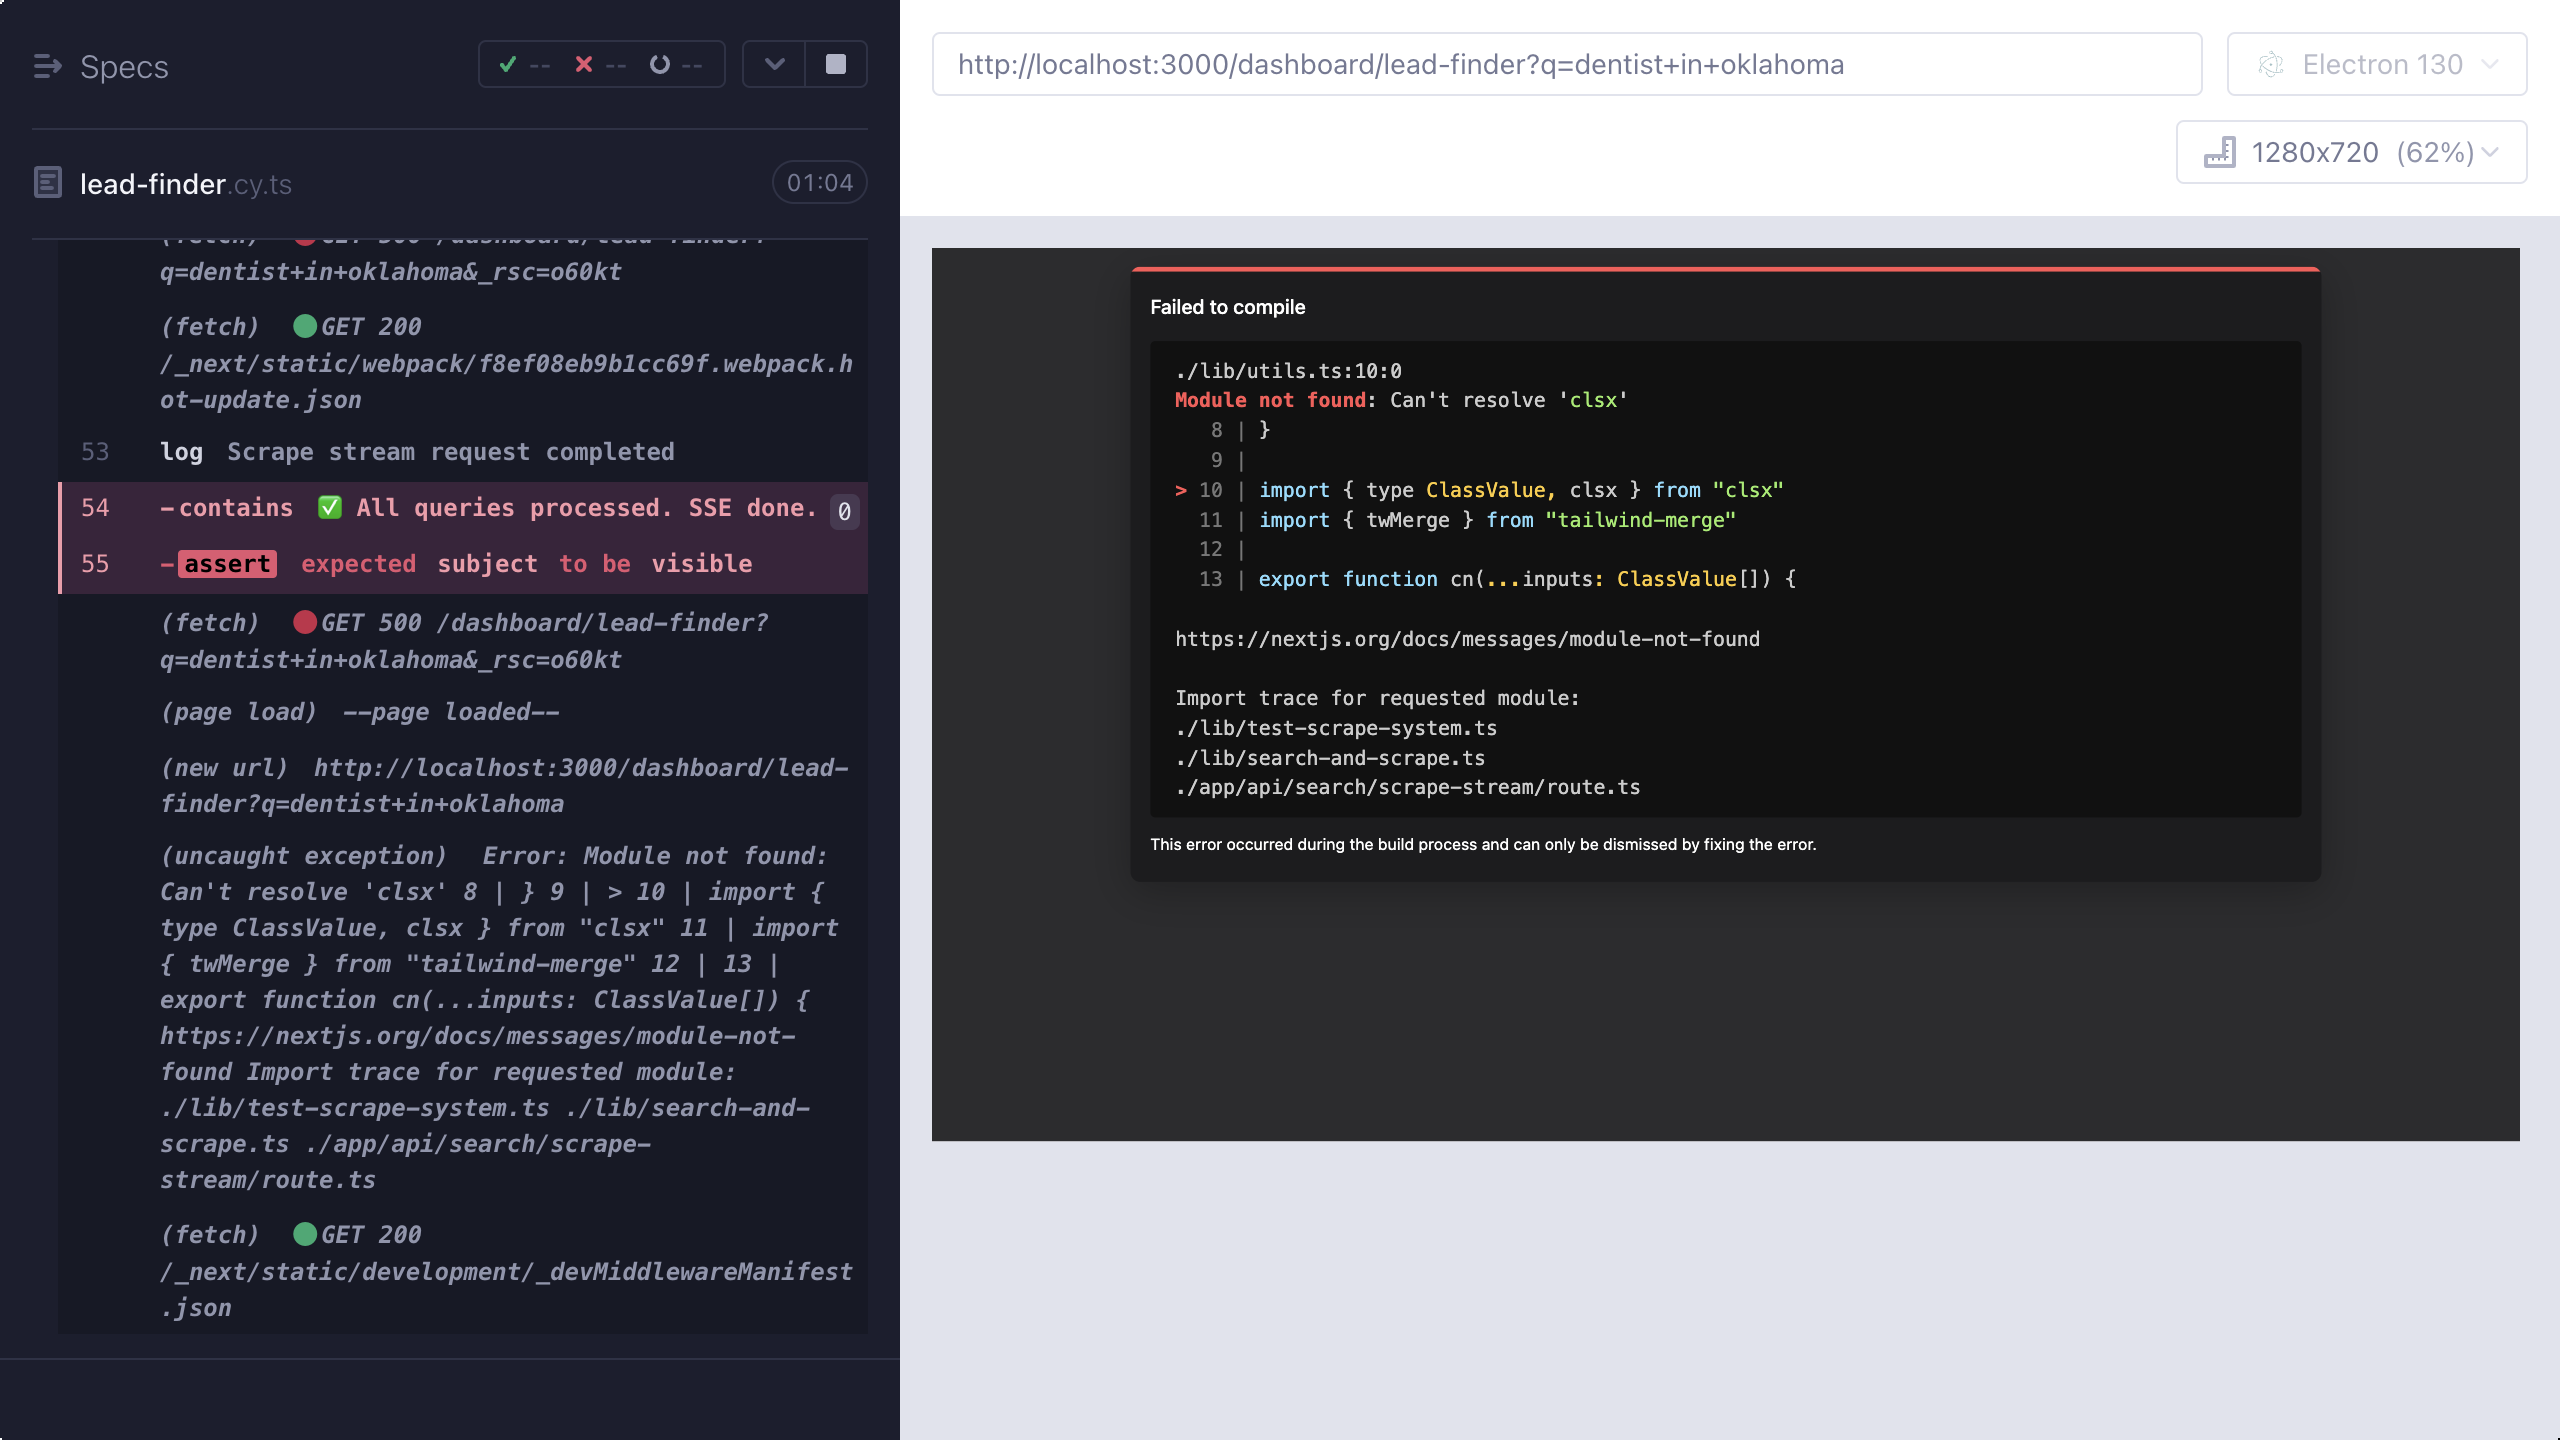 Specs
-- -- --
lead-finder.cy.ts
01:04
(fetch) GET 500 /dashboard/lead-finder?
q=dentist+in+oklahoma&_rsc=o60kt
(fetch) GET 200
/_next/static/webpack/f8ef08eb9b1cc69f.webpack.h
ot-update.json
53 log Scrape stream request completed
54 -contains ✅ All queries processed. SSE done. 0
55 -assert expected subject to be visible
(fetch) GET 500 /dashboard/lead-finder?
q=dentist+in+oklahoma&_rsc=o60kt
(page load) --page loaded--
(new url) http://localhost:3000/dashboard/lead-
finder?q=dentist+in+oklahoma
(uncaught exception) Error: Module not found:
Can't resolve 'clsx' 8 | } 9 | > 10 | import {
type ClassValue, clsx } from "clsx" 11 | import
{ twMerge } from "tailwind-merge" 12 | 13 |
export function cn(...inputs: ClassValue[]) {
https://nextjs.org/docs/messages/module-not-
found Import trace for requested module:
./lib/test-scrape-system.ts ./lib/search-and-
scrape.ts ./app/api/search/scrape-
stream/route.ts
(fetch) GET 200
/_next/static/development/_devMiddlewareManifest
.json
http://localhost:3000/dashboard/lead-finder?q=dentist+in+oklahoma
Electron 130
1280x720 (62%)
Failed to compile
./lib/utils.ts:10:0
Module not found: Can't resolve 'clsx'
8 | }
9 |
> 10 | import { type ClassValue, clsx } from "clsx"
11 | import { twMerge } from "tailwind-merge"
12 |
13 | export function cn(...inputs: ClassValue[]) {
https://nextjs.org/docs/messages/module-not-found
Import trace for requested module:
./lib/test-scrape-system.ts
./lib/search-and-scrape.ts
./app/api/search/scrape-stream/route.ts
This error occurred during the build process and can only be dismissed by fixing the error.